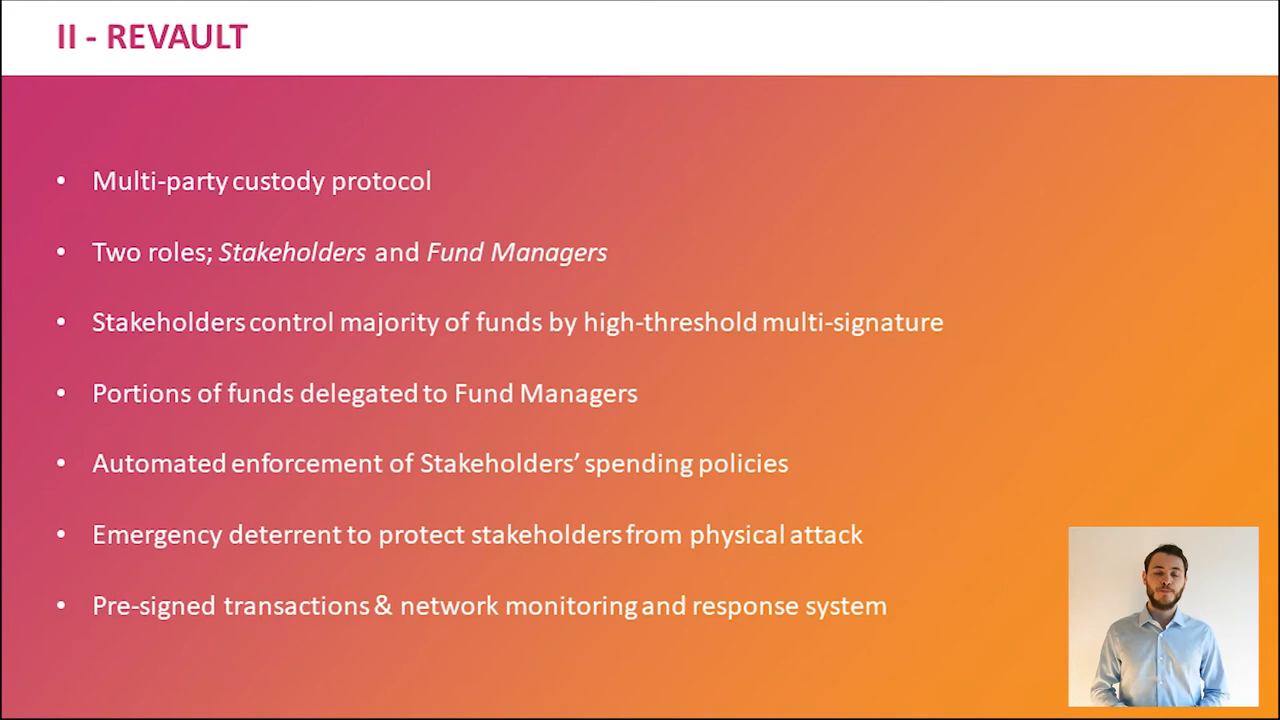 II - REVAULT
• Multi-party custody protocol
• Two roles; Stakeholders and Fund Managers
• Stakeholders control majority of funds by high-threshold multi-signature
• Portions of funds delegated to Fund Managers
• Automated enforcement of Stakeholders’ spending policies
• Emergency deterrent to protect stakeholders from physical attack
• Pre-signed transactions & network monitoring and response system